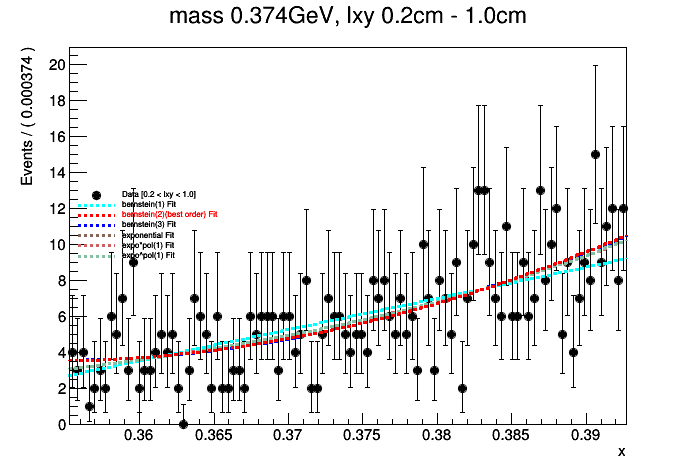 mass 0.374GeV, lxy 0.2cm - 1.0cm
Events / ( 0.000374 )
20
18
16
14
12
10
8
6
4
2
0
Data [0.2 < lxy < 1.0]
bernstein(1) Fit
bernstein(2)(best order) Fit
bernstein(3) Fit
exponential Fit
expo*pol(1) Fit
expo*pol(1) Fit
0.36 0.365 0.37 0.375 0.38 0.385 0.39
x